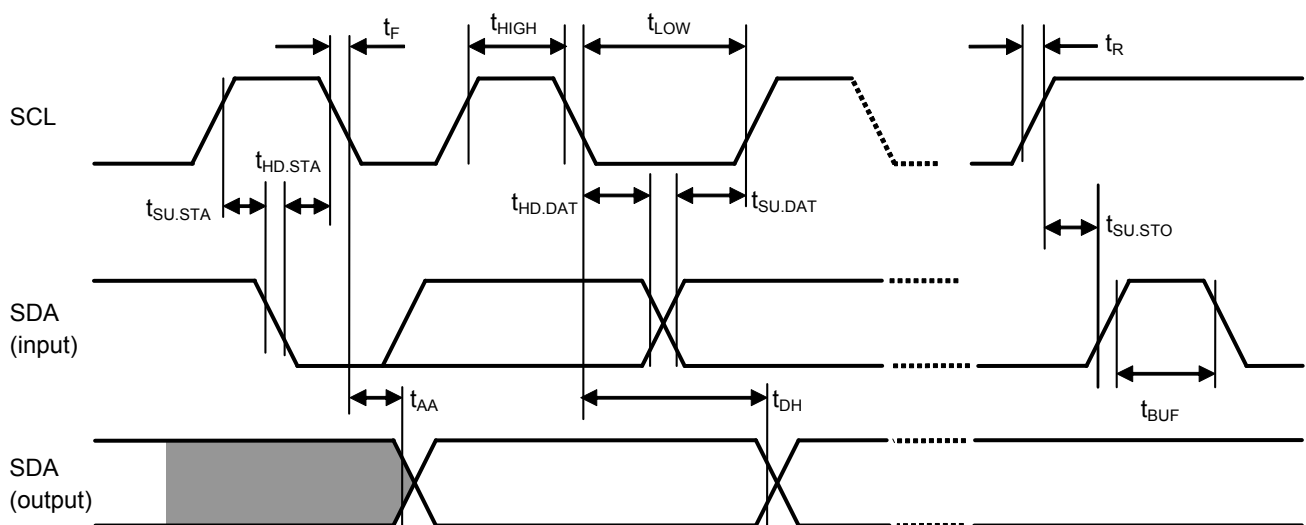 tF
tHIGH
tLOW
tR
SCL
tHD.STA
tSU.STA
tHD.DAT
tSU.DAT
tSU.STO
SDA
(input)
tAA
tDH
tBUF
SDA
(output)